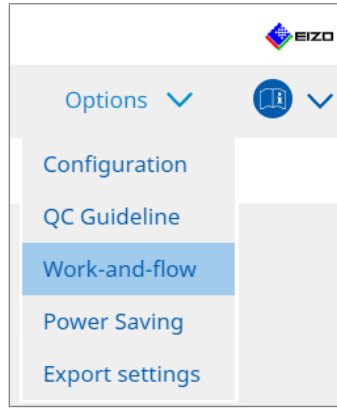 EIZO
Options
Configuration
QC Guideline
Work-and-flow
Power Saving
Export settings